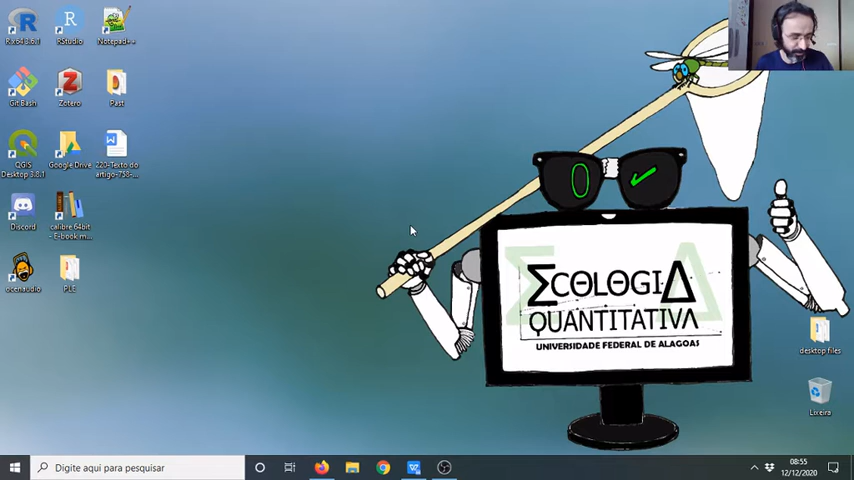 R x64 3.6.1
RStudio
Notepad++
Git Bash
Zotero
Past
QGIS
Desktop 3.8.1
Google Drive
220-Texto do
artigo-758-...
Discord
calibre 64bit
- E-book m...
ocenaudio
PLE
ΣCOLOGIΔ
QUANTITATIVA
UNIVERSIDADE FEDERAL DE ALAGOAS
desktop files
Lixeira
Digite aqui para pesquisar
08:55
12/12/2020